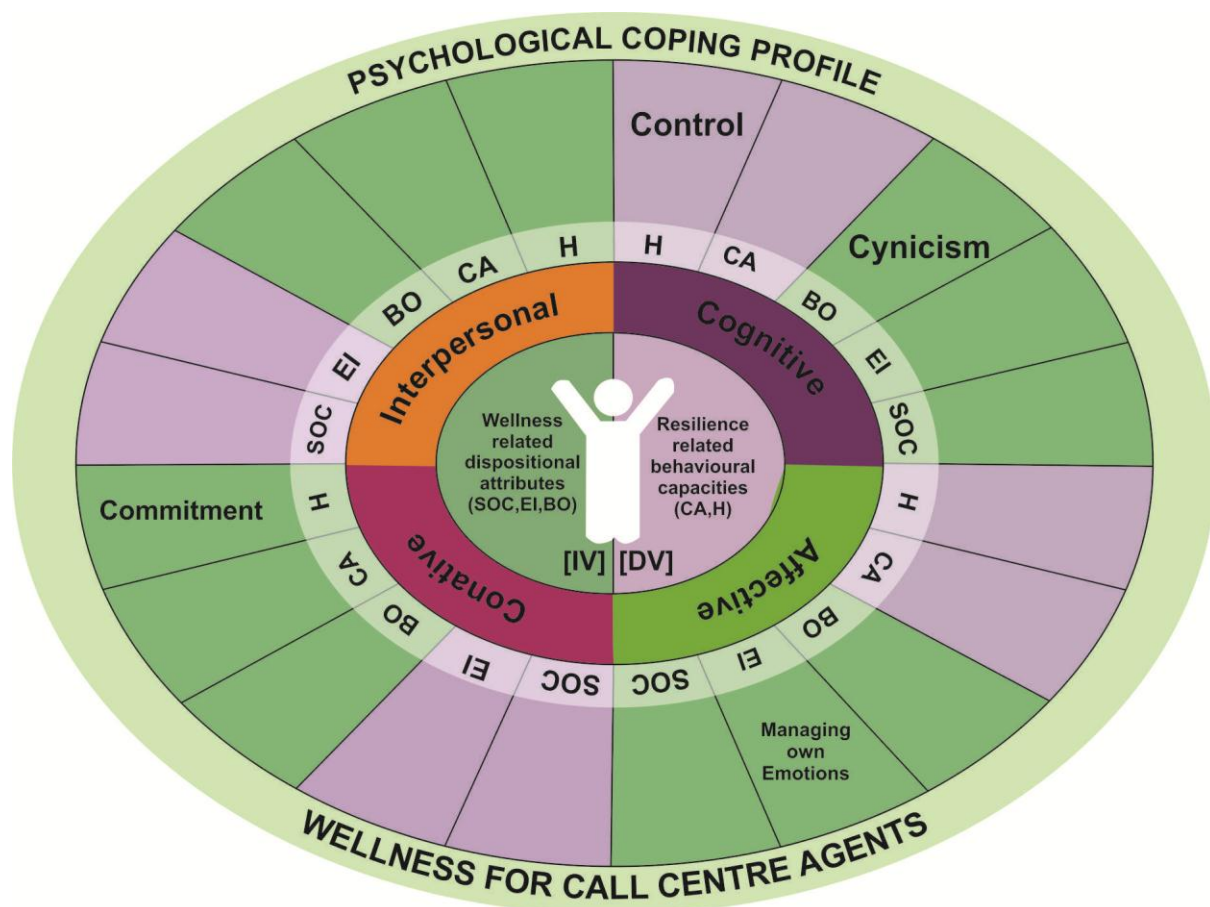 PSYCHOLOGICAL COPING PROFILE
Control
Cynicism
Commitment
Managing
own
Emotions
H
CA
BO
EI
SOC
H
CA
BO
EI
SOC
SOC
EI
BO
CA
H
SOC
EI
BO
CA
H
Interpersonal
Cognitive
Affective
Conative
Wellness
related
dispositional
attributes
(SOC,EI,BO)
[IV]
Resilience
related
behavioural
capacities
(CA,H)
[DV]
WELLNESS FOR CALL CENTRE AGENTS